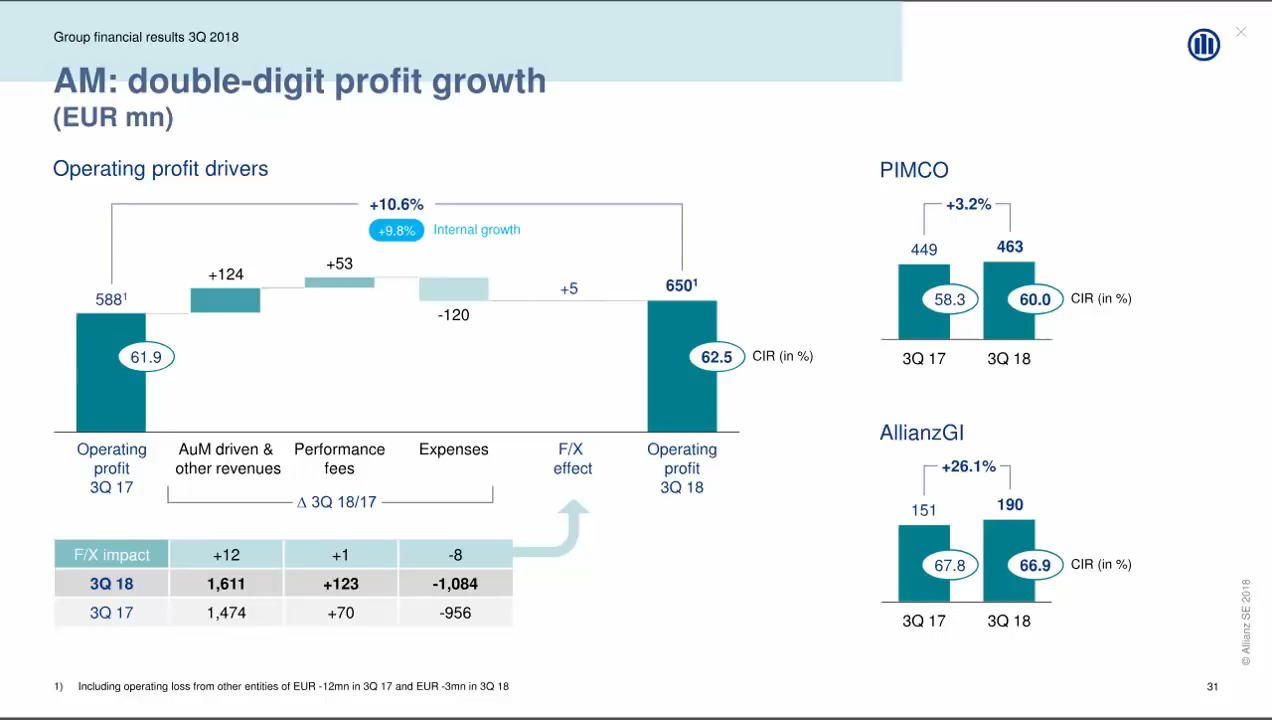 Group financial results 3Q 2018
AM: double-digit profit growth
(EUR mn)
Operating profit drivers
+10.6%
+9.8% Internal growth
588¹
+124
+53
-120
+5
650¹
61.9
62.5 CIR (in %)
Operating profit 3Q 17
AuM driven & other revenues
Performance fees
Expenses
F/X effect
Operating profit 3Q 18
Δ 3Q 18/17
F/X impact +12 +1 -8
3Q 18 1,611 +123 -1,084
3Q 17 1,474 +70 -956
PIMCO
+3.2%
449 463
58.3 60.0 CIR (in %)
3Q 17 3Q 18
AllianzGI
+26.1%
151 190
67.8 66.9 CIR (in %)
3Q 17 3Q 18
© Allianz SE 2018
1) Including operating loss from other entities of EUR -12mn in 3Q 17 and EUR -3mn in 3Q 18
31